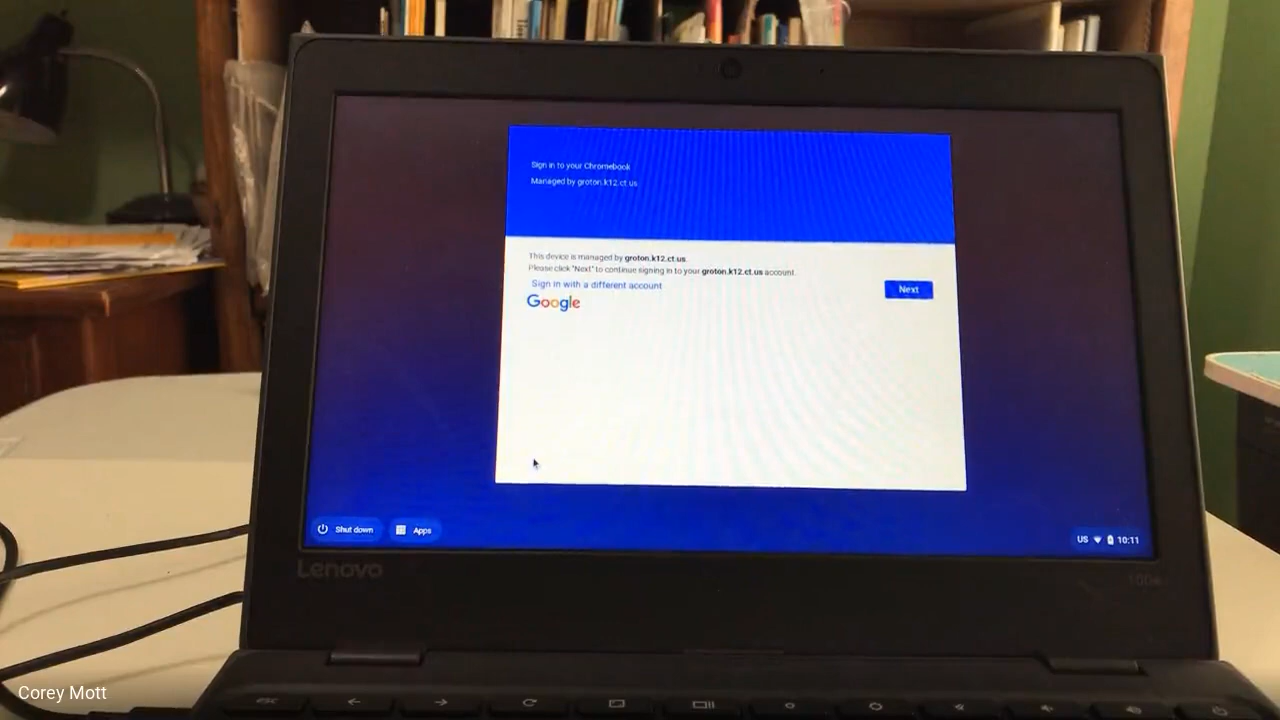 Sign in to your Chromebook
Managed by groton.k12.ct.us
This device is managed by groton.k12.ct.us.
Please click "Next" to continue signing in to your groton.k12.ct.us account.
Sign in with a different account
Next
Google
Shut down
Apps
US
10:11
Lenovo
100e
esc
Corey Mott